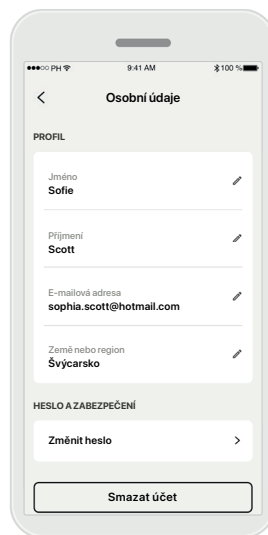 ●●●○○ PH 9:41 AM 100 %
Osobní údaje
PROFIL
Jméno
Sofie
Příjmení
Scott
E-mailová adresa
sophia.scott@hotmail.com
Země nebo region
Švýcarsko
HESLO A ZABEZPEČENÍ
Změnit heslo
Smazat účet